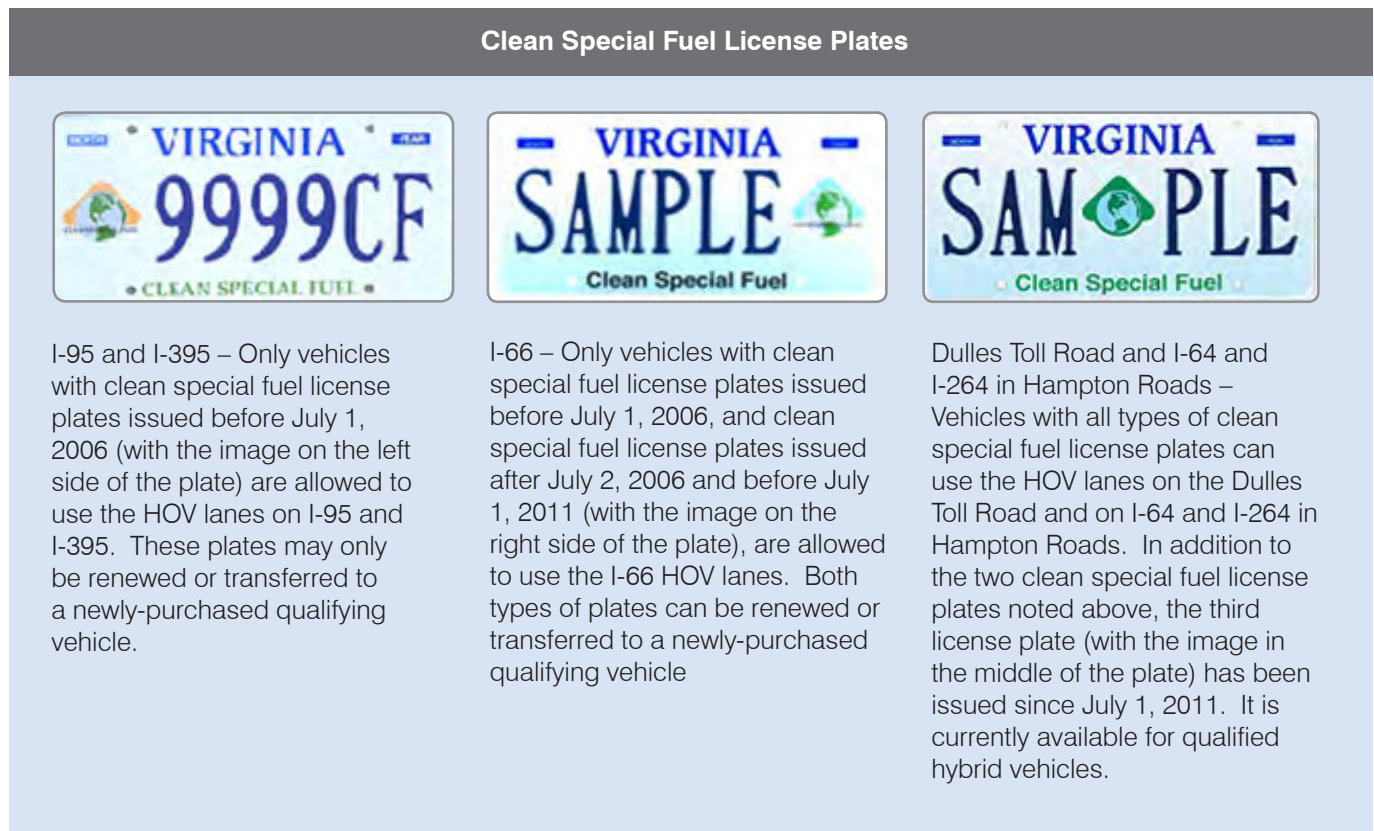 Clean Special Fuel License Plates
VIRGINIA
9999CF
CLEAN SPECIAL FUEL
I-95 and I-395 – Only vehicles
with clean special fuel license
plates issued before July 1,
2006 (with the image on the left
side of the plate) are allowed to
use the HOV lanes on I-95 and
I-395.  These plates may only
be renewed or transferred to
a newly-purchased qualifying
vehicle.
VIRGINIA
SAMPLE
Clean Special Fuel
I-66 – Only vehicles with clean
special fuel license plates issued
before July 1, 2006, and clean
special fuel license plates issued
after July 2, 2006 and before July
1, 2011 (with the image on the
right side of the plate), are allowed
to use the I-66 HOV lanes.  Both
types of plates can be renewed or
transferred to a newly-purchased
qualifying vehicle
VIRGINIA
SAM PLE
Clean Special Fuel
Dulles Toll Road and I-64 and
I-264 in Hampton Roads –
Vehicles with all types of clean
special fuel license plates can
use the HOV lanes on the Dulles
Toll Road and on I-64 and I-264 in
Hampton Roads.  In addition to
the two clean special fuel license
plates noted above, the third
license plate (with the image in
the middle of the plate) has been
issued since July 1, 2011.  It is
currently available for qualified
hybrid vehicles.